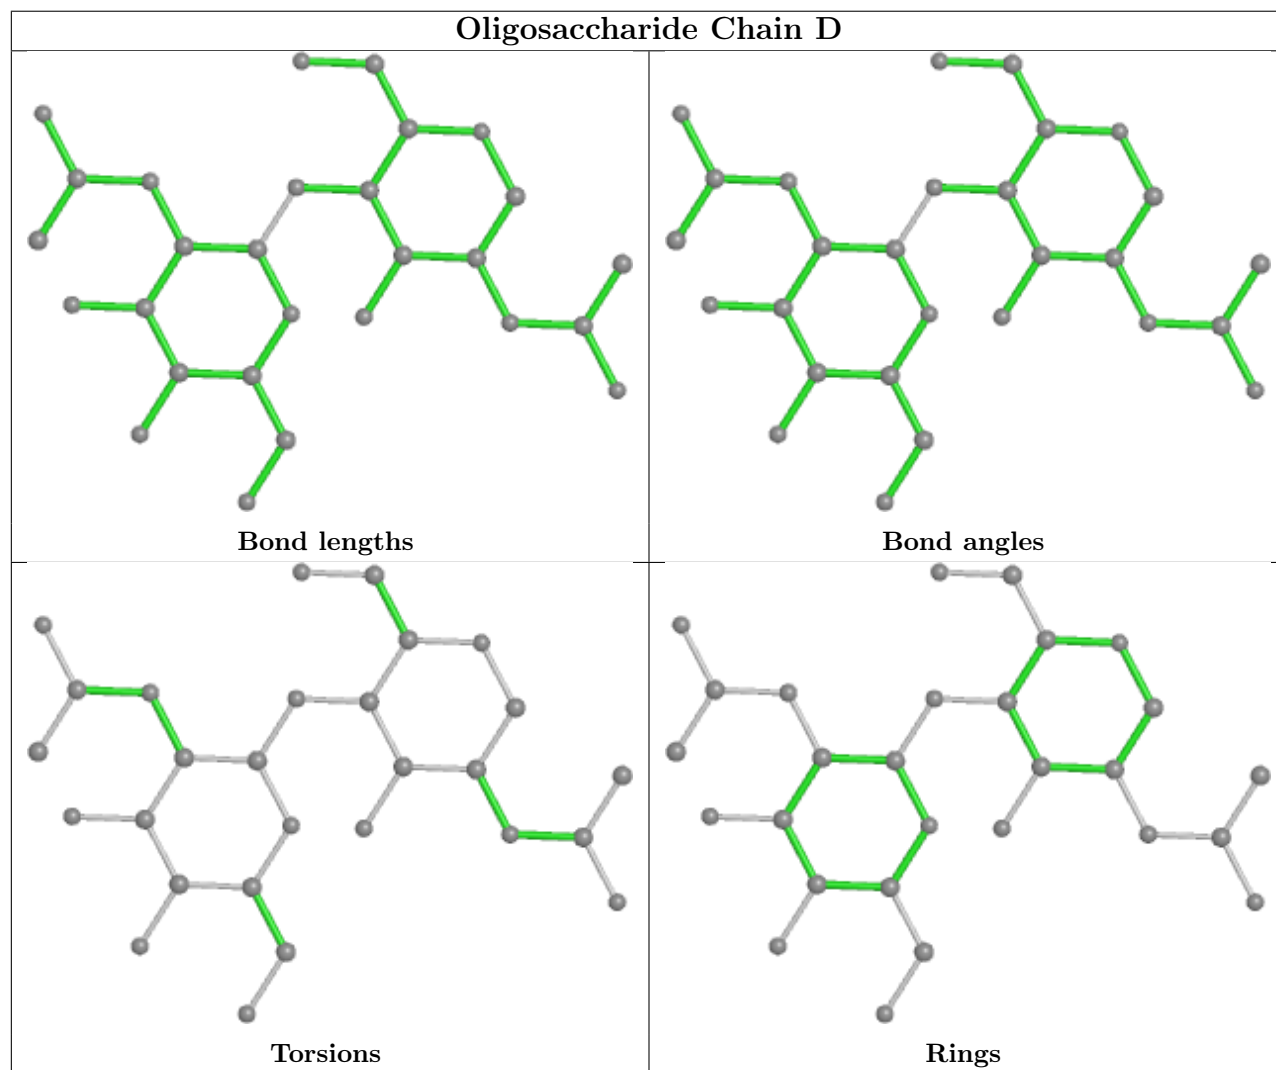 Oligosaccharide Chain D
Bond lengths
Bond angles
Torsions
Rings